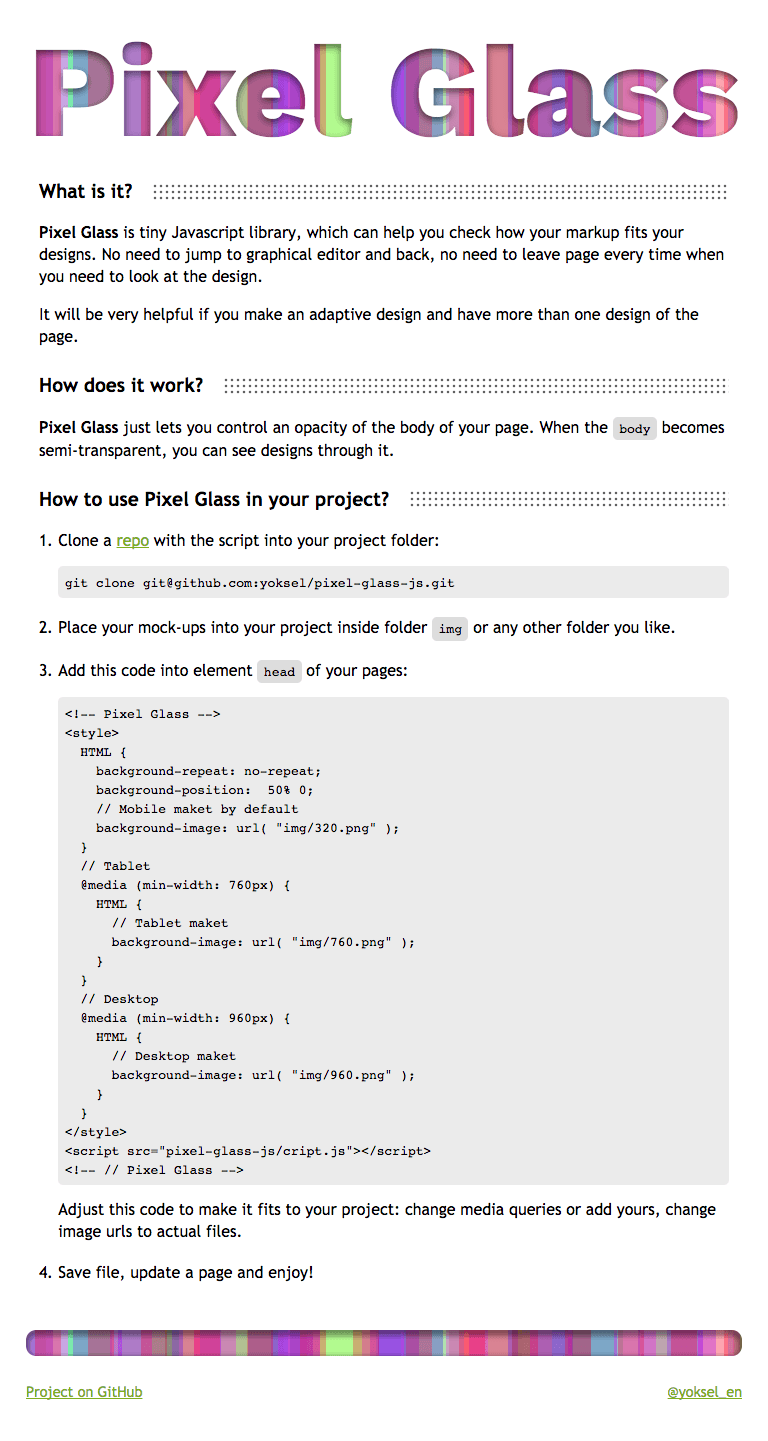 Pixel Glass
What is it?
Pixel Glass is tiny Javascript library, which can help you check how your markup fits your
designs. No need to jump to graphical editor and back, no need to leave page every time when
you need to look at the design.
It will be very helpful if you make an adaptive design and have more than one design of the
page.
How does it work?
Pixel Glass just lets you control an opacity of the body of your page. When the body becomes
semi-transparent, you can see designs through it.
How to use Pixel Glass in your project?
1. Clone a repo with the script into your project folder:
git clone git@github.com:yoksel/pixel-glass-js.git
2. Place your mock-ups into your project inside folder img or any other folder you like.
3. Add this code into element head of your pages:
<!-- Pixel Glass -->
<style>
  HTML {
    background-repeat: no-repeat;
    background-position:  50% 0;
    // Mobile maket by default
    background-image: url( "img/320.png" );
  }
  // Tablet
  @media (min-width: 760px) {
    HTML {
      // Tablet maket
      background-image: url( "img/760.png" );
    }
  }
  // Desktop
  @media (min-width: 960px) {
    HTML {
      // Desktop maket
      background-image: url( "img/960.png" );
    }
  }
</style>
<script src="pixel-glass-js/cript.js"></script>
<!-- // Pixel Glass -->
Adjust this code to make it fits to your project: change media queries or add yours, change
image urls to actual files.
4. Save file, update a page and enjoy!
Project on GitHub
@yoksel_en